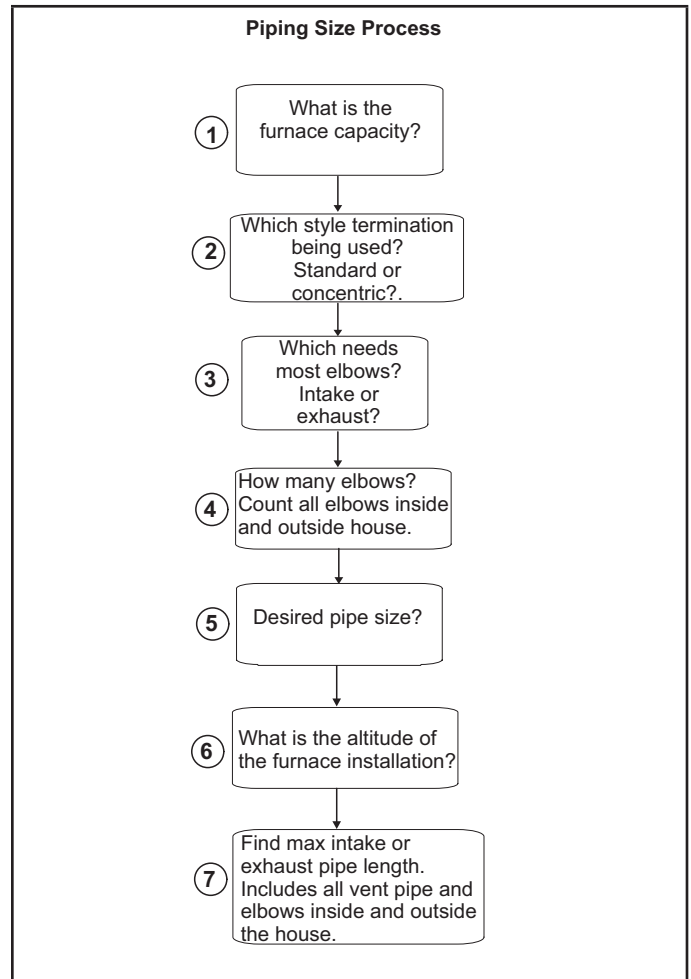 Piping Size Process
1
What is the
furnace capacity?
2
Which style termination
being used?
Standard or
concentric?.
3
Which needs
most elbows?
Intake or
exhaust?
4
How many elbows?
Count all elbows inside
and outside house.
5
Desired pipe size?
6
What is the altitude of
the furnace installation?
7
Find max intake or
exhaust pipe length.
Includes all vent pipe and
elbows inside and outside
the house.